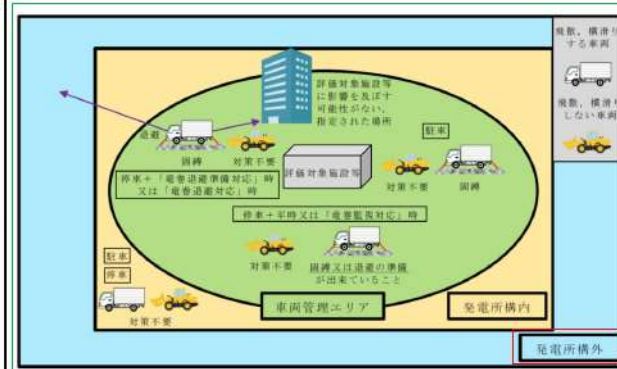 飛散，横滑り
する車両
飛散，横滑り
しない車両
評価対象施設等
に影響を及ぼす
可能性がない，
指定された場所
退避
固縛
対策不要
停車＋「竜巻退避準備対応」時
又は「竜巻退避対応」時
評価対象施設等
駐車
対策不要
固縛
停車＋平時又は「竜巻監視対応」時
対策不要
固縛又は退避の準備
が出来ていること
駐車
停車
対策不要
車両管理エリア
発電所構内
発電所構外